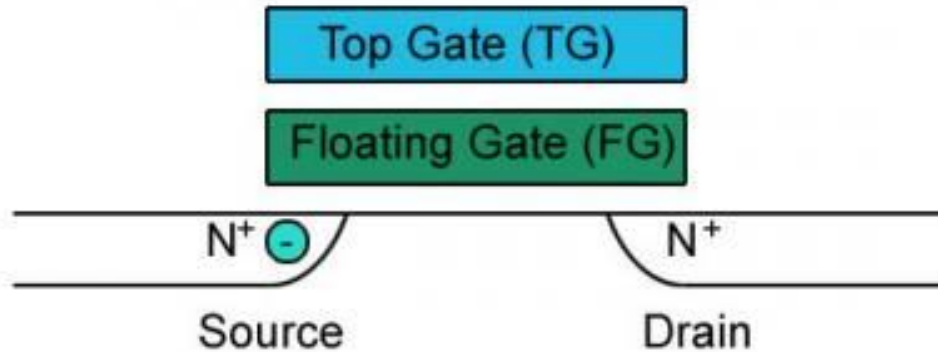 Top Gate (TG)
Floating Gate (FG)
N⁺ - N⁺
Source Drain